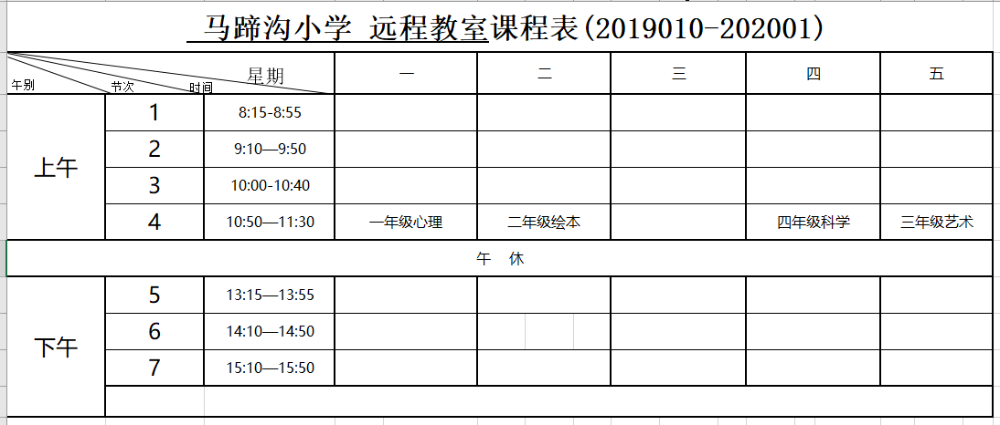 马蹄沟小学 远程教室课程表(2019010-202001)
午别 节次 时间 星期 一 二 三 四 五
上午
1 8:15-8:55
2 9:10—9:50
3 10:00-10:40
4 10:50—11:30 一年级心理 二年级绘本 四年级科学 三年级艺术
午 休
下午
5 13:15—13:55
6 14:10—14:50
7 15:10—15:50